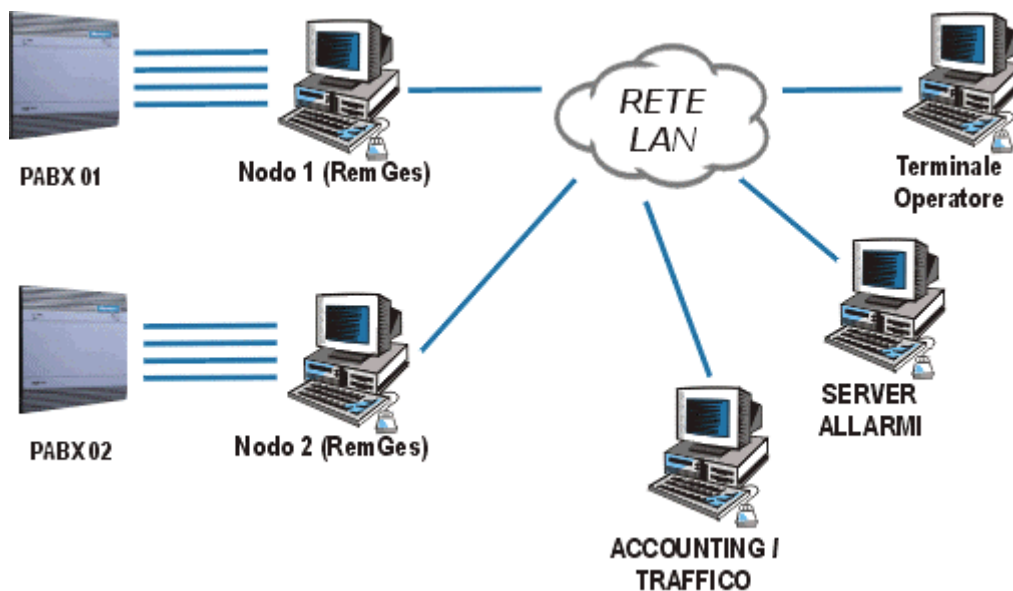 RETE
LAN
PABX 01
Nodo 1 (RemGes)
Terminale
Operatore
PABX 02
Nodo 2 (RemGes)
SERVER
ALLARMI
ACCOUNTING /
TRAFFICO